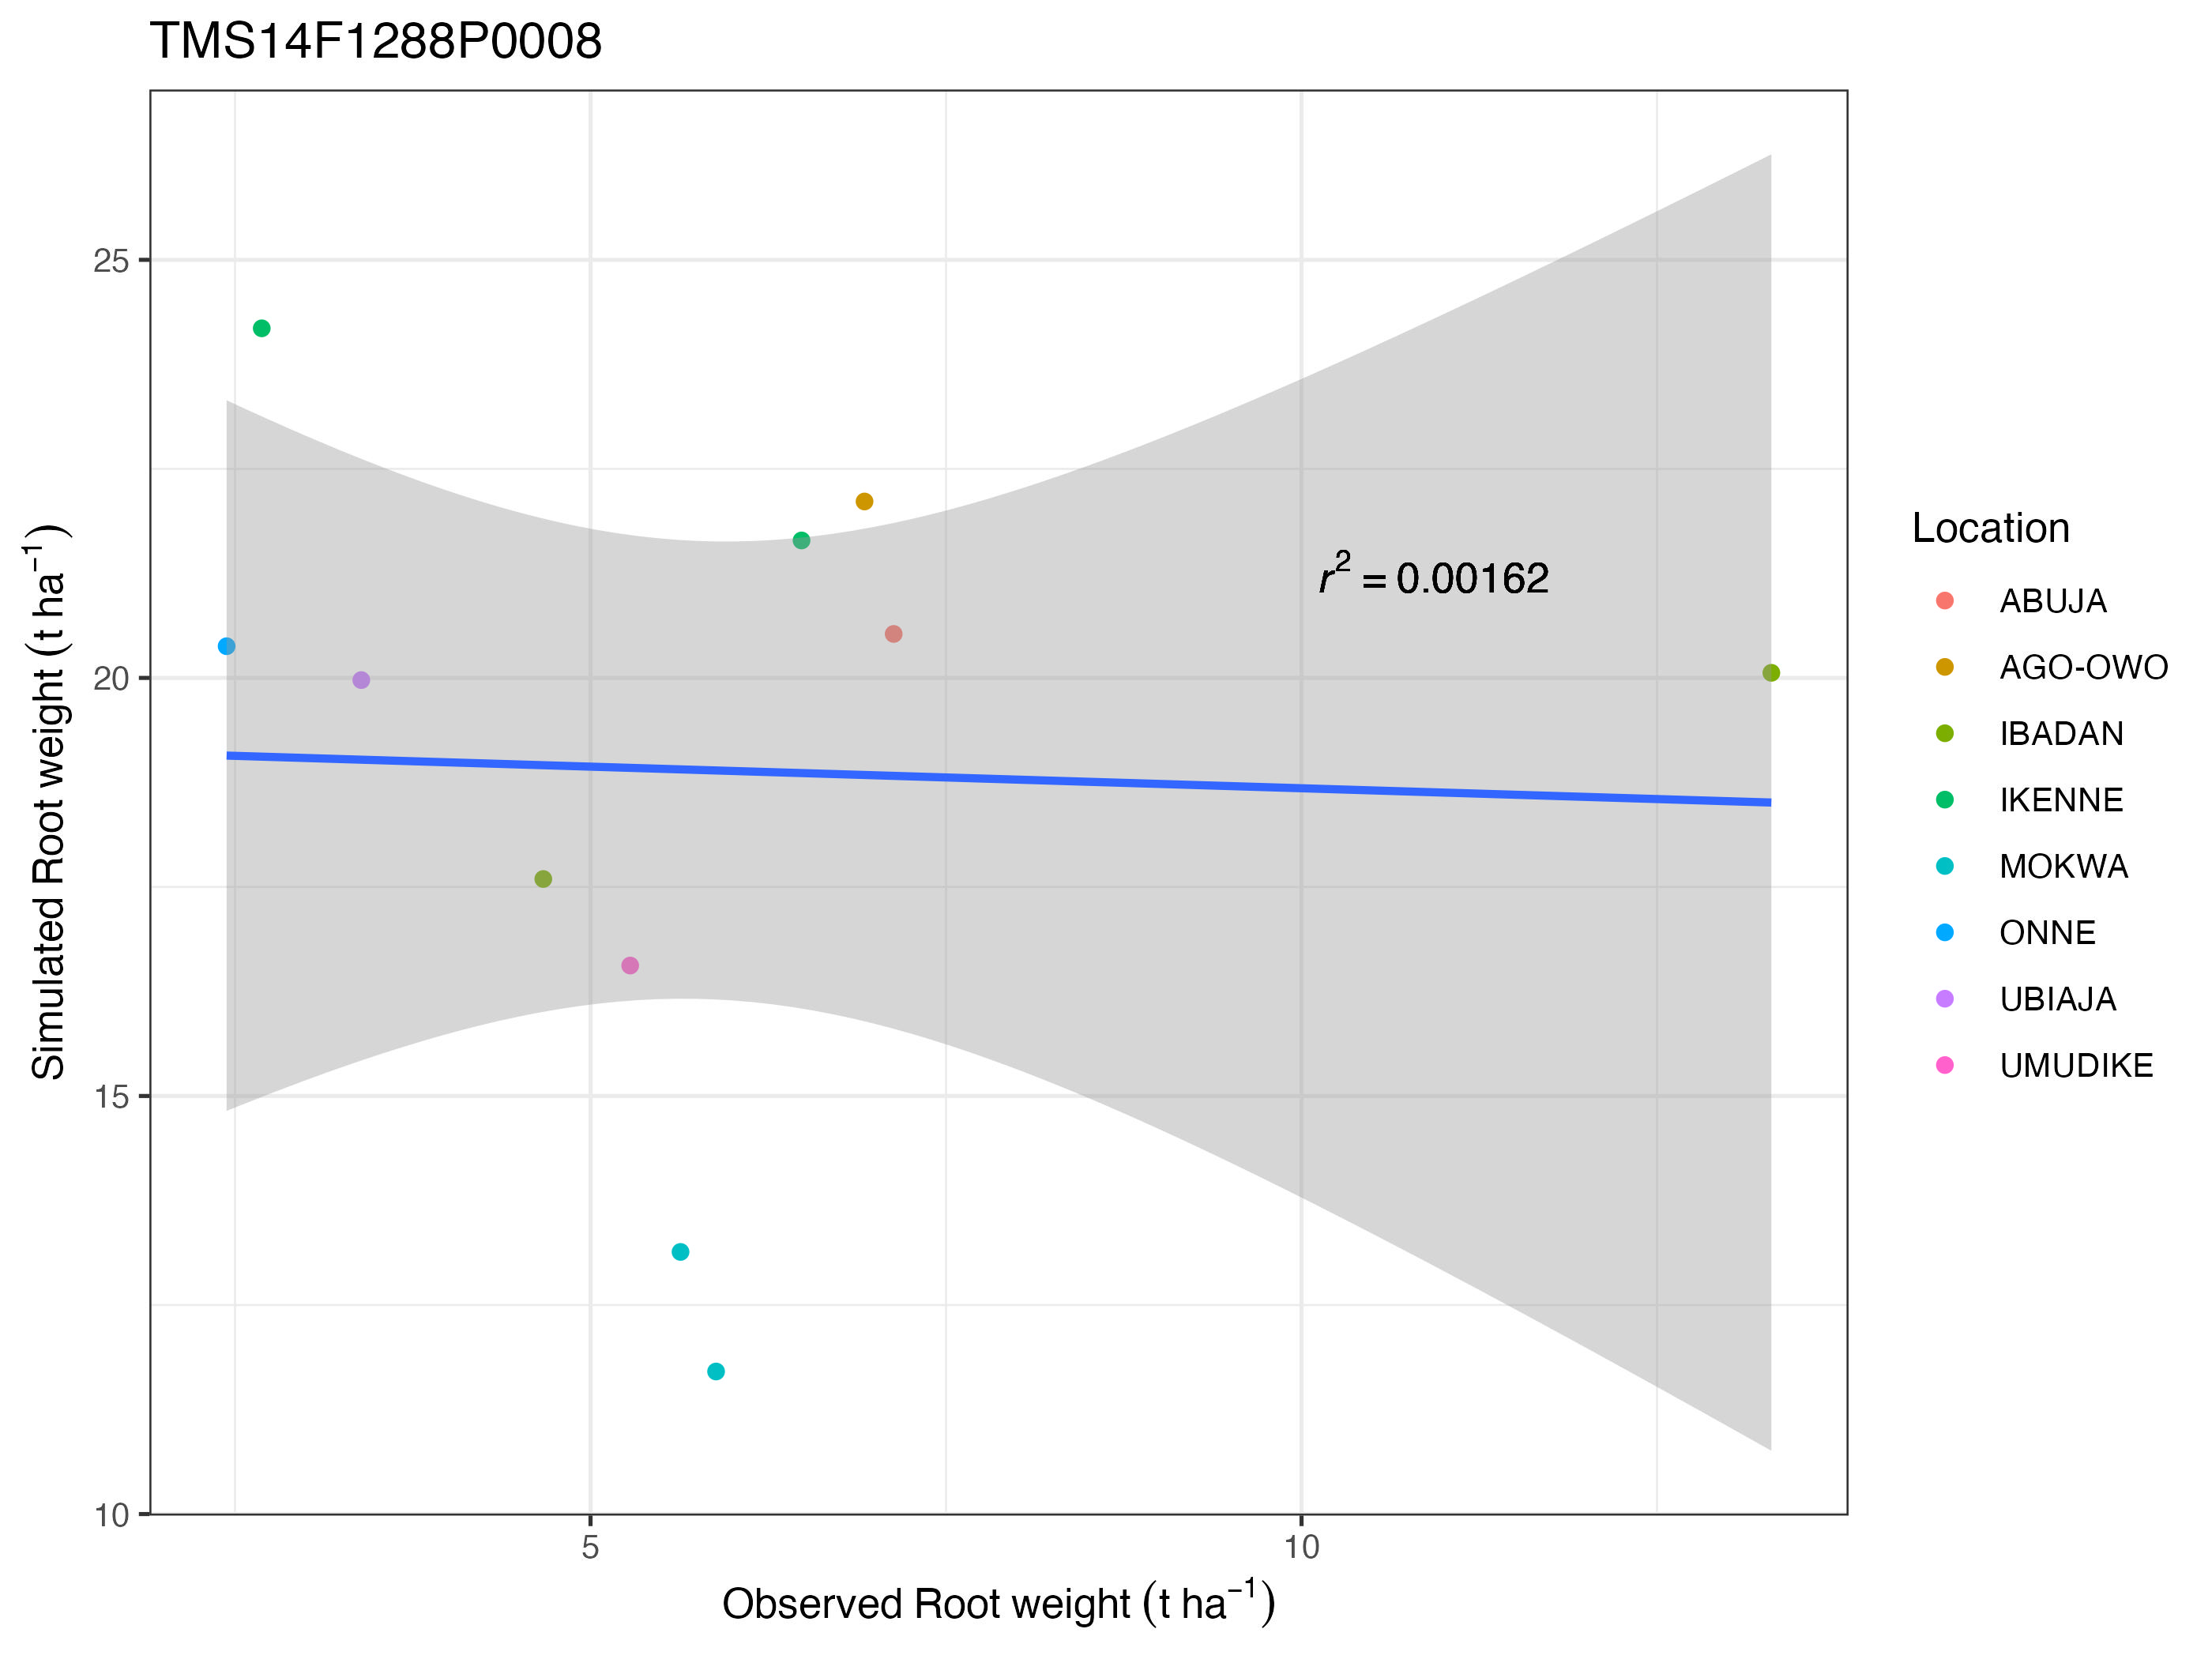 TMS14F1288P0008
Simulated Root weight (t ha⁻¹)
25
20
15
10
r² = 0.00162
5
10
Observed Root weight (t ha⁻¹)
Location
ABUJA
AGO-OWO
IBADAN
IKENNE
MOKWA
ONNE
UBIAJA
UMUDIKE